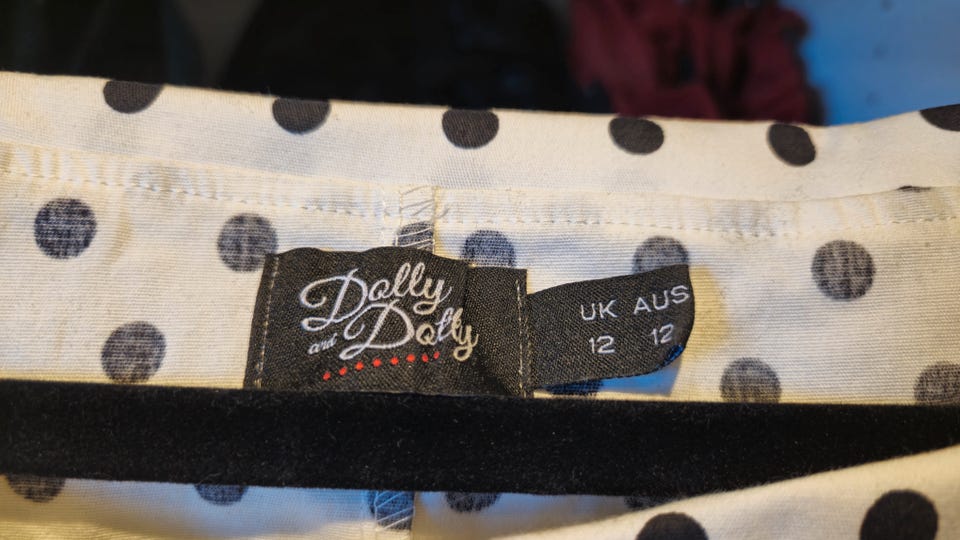 Dolly
and Dotty
UK AUS
12 12